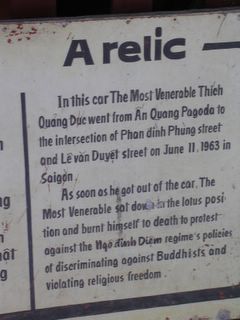 A relic
In this car The Most Venerable Thich
Quảng Dục went from Ấn Quang Pagoda to
the intersection of Phan đình Phùng street
and Lê văn Duyệt street on June 11, 1963 in
Saigon.
As soon as he got out of the car, The
Most Venerable sat down in the lotus posi
tion and burnt himself to death to protest
against the Ngô đình Diệm regime's policies
of discriminating against Buddhists and
violating religious freedom.